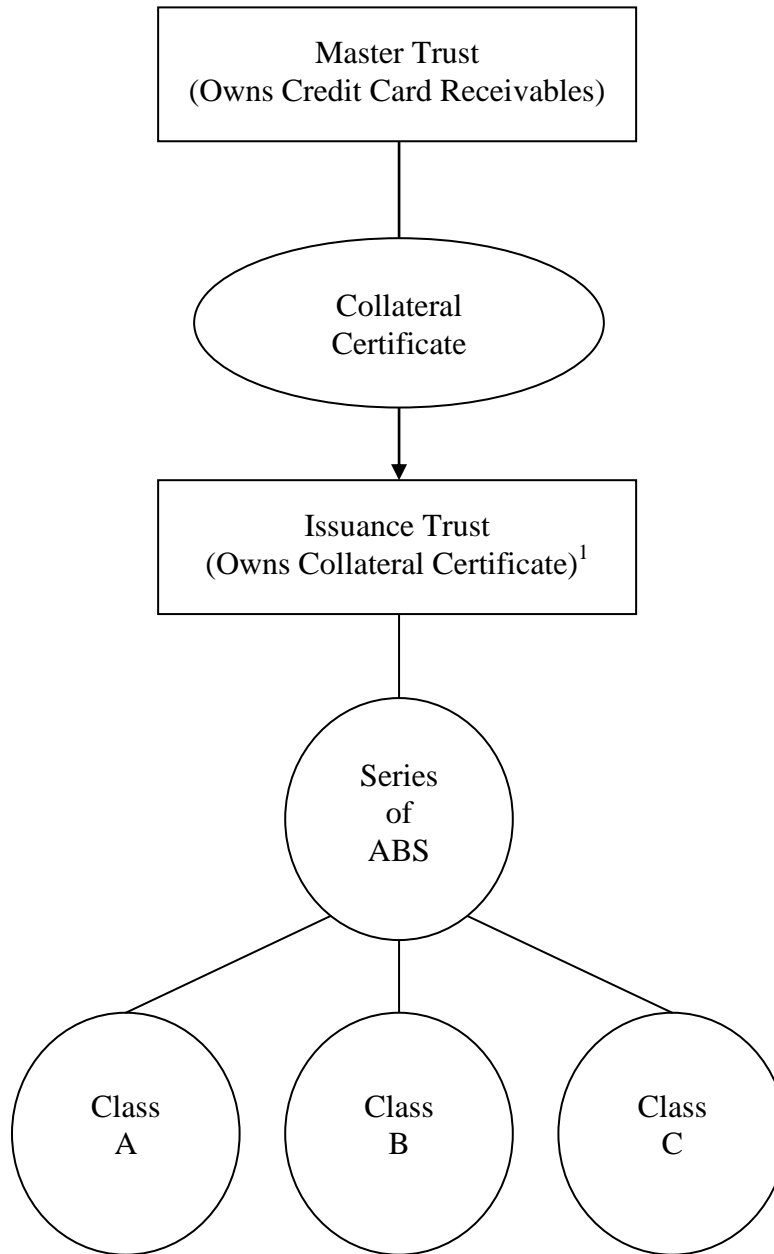 Master Trust
(Owns Credit Card Receivables)
Collateral
Certificate
Issuance Trust
(Owns Collateral Certificate)1
Series
of
ABS
Class
A
Class
B
Class
C